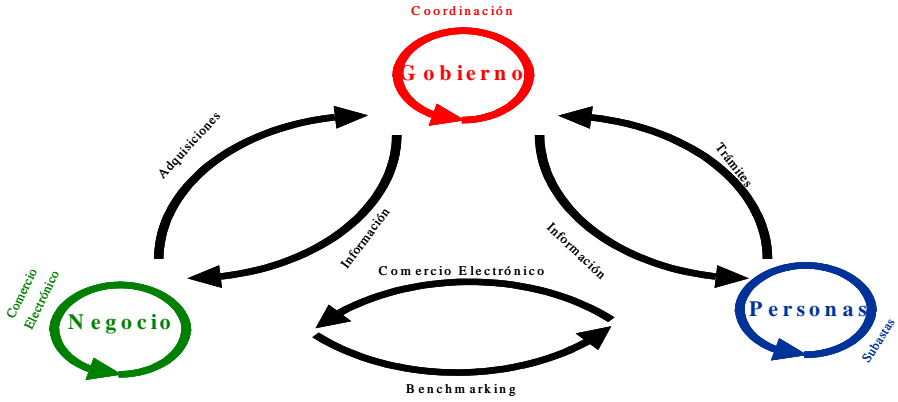 Coordinación
Gobierno
Adquisiciones
Trámites
Información
Información
Comercio
Electrónico
Negocio
Comercio Electrónico
Personas
Subastas
Benchmarking